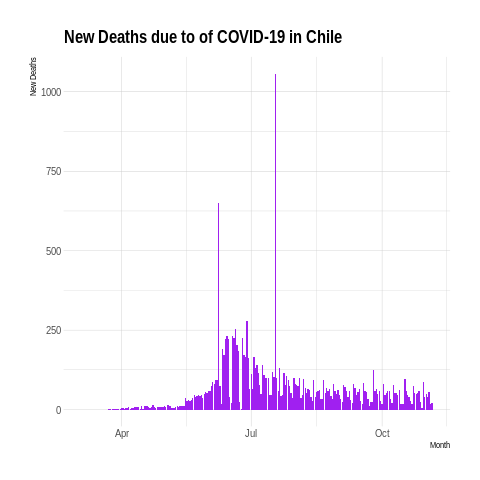 New Deaths due to of COVID-19 in Chile
New Deaths
1000
750
500
250
0
Apr
Jul
Oct
Month